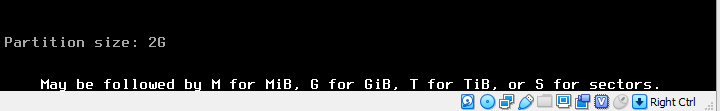 Partition size: 2G
May be followed by M for MiB, G for GiB, T for TiB, or S for sectors.
V
Right Ctrl